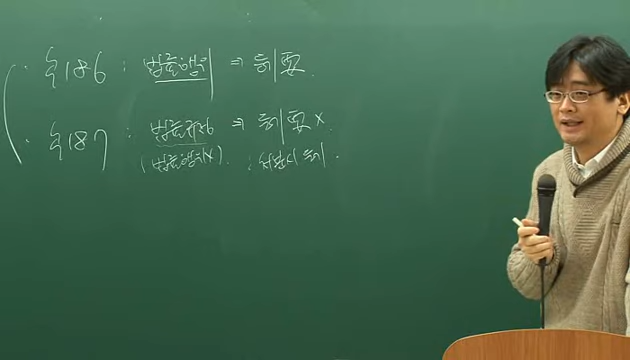 · §186 : 법률행위 ⇒ 등기 要.
· §187 : 법률규정 ⇒ 등기 要 x.
(법률행위x). : 처분시 등기.